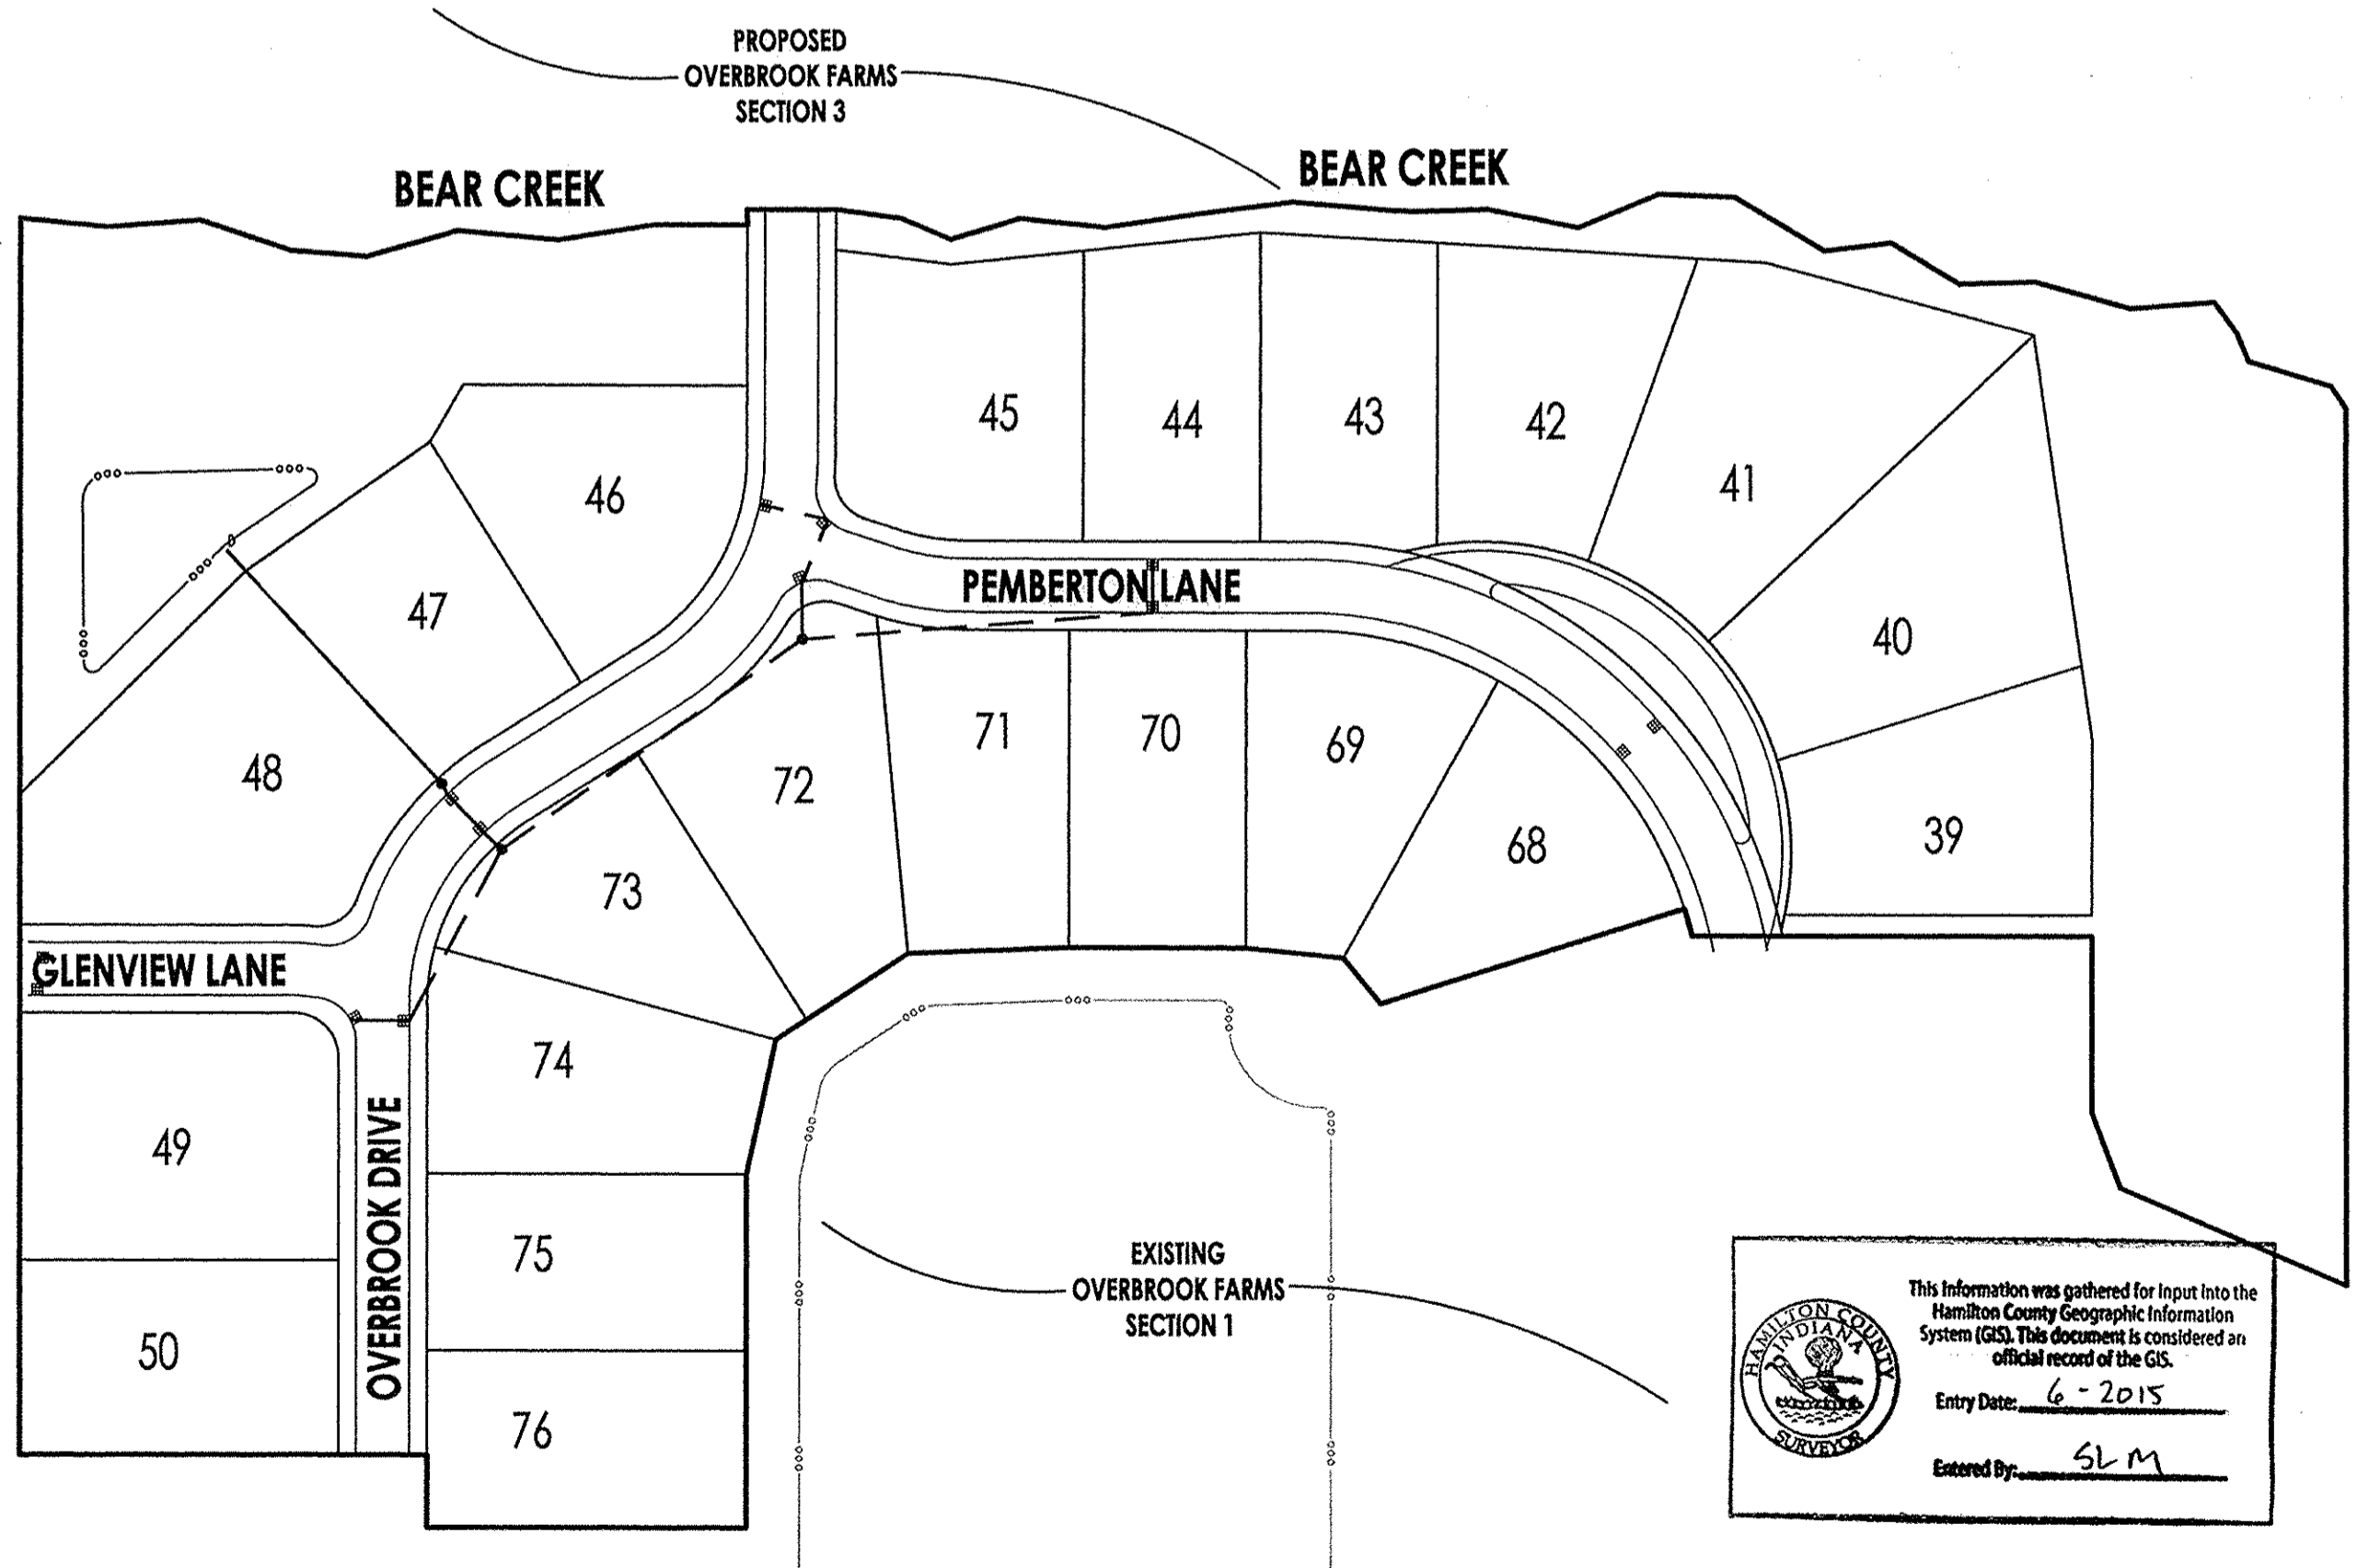 PROPOSED
OVERBROOK FARMS
SECTION 3
BEAR CREEK
BEAR CREEK
45
44
43
42
41
46
47
40
PEMBERTON LANE
48
72
71
70
69
73
68
39
GLENVIEW LANE
74
49
OVERBROOK DRIVE
75
50
76
EXISTING
OVERBROOK FARMS
SECTION 1
HAMILTON COUNTY
INDIANA
SURVEYOR
This information was gathered for input into the
Hamilton County Geographic Information
System (GIS). This document is considered an
official record of the GIS.
Entry Date: 6 - 2015
Entered By: SLM